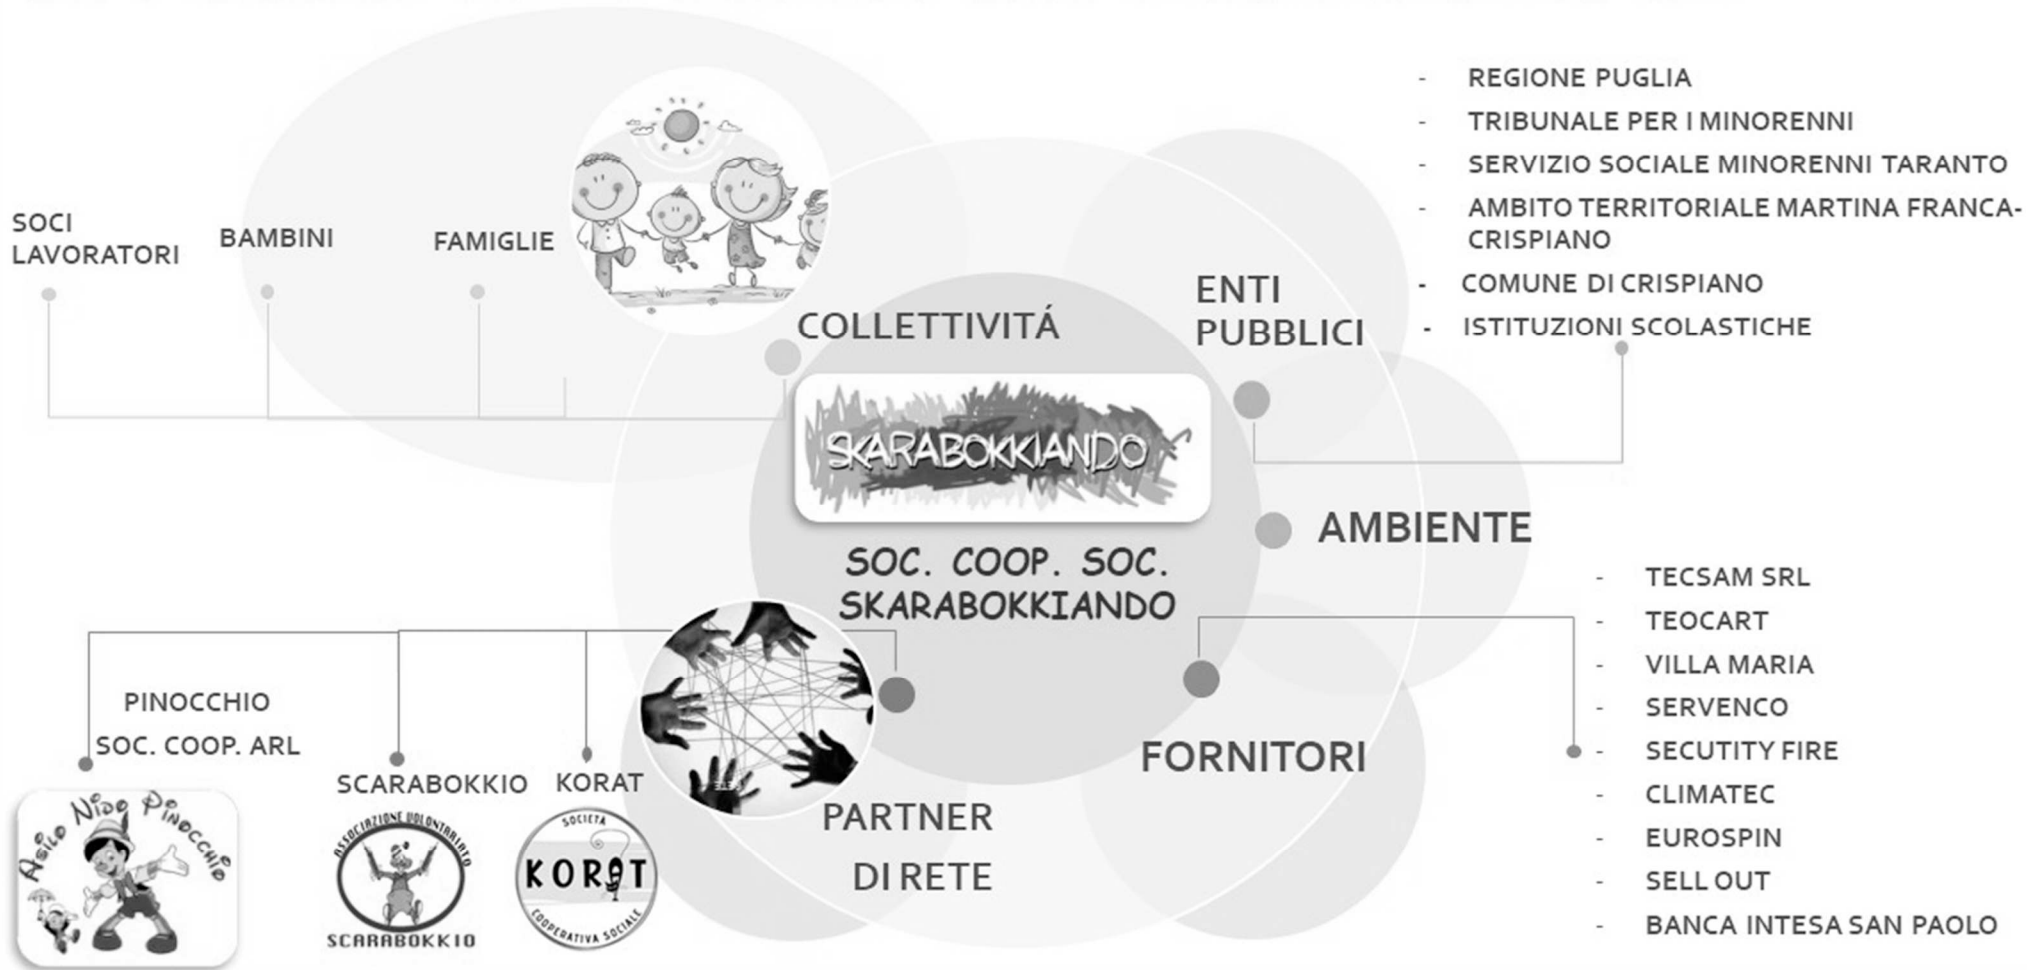 SOCI
LAVORATORI
BAMBINI
FAMIGLIE
COLLETTIVITÁ
ENTI
PUBBLICI
- REGIONE PUGLIA
- TRIBUNALE PER I MINORENNI
- SERVIZIO SOCIALE MINORENNI TARANTO
- AMBITO TERRITORIALE MARTINA FRANCA-
CRISPIANO
- COMUNE DI CRISPIANO
- ISTITUZIONI SCOLASTICHE
SKARABOKKIANDO
SOC. COOP. SOC.
SKARABOKKIANDO
AMBIENTE
FORNITORI
- TECSAM SRL
- TEOCART
- VILLA MARIA
- SERVENCO
- SECUTITY FIRE
- CLIMATEC
- EUROSPIN
- SELL OUT
- BANCA INTESA SAN PAOLO
PARTNER
DI RETE
RETE
PINOCCHIO
SOC. COOP. ARL
ASILO NIDO PINOCCHIO
SCARABOKKIO
ASSOCIAZIONE VOLONTARIATO
SCARABOKKIO
KORAT
SOCIETÀ
KORAT
COOPERATIVA SOCIALE